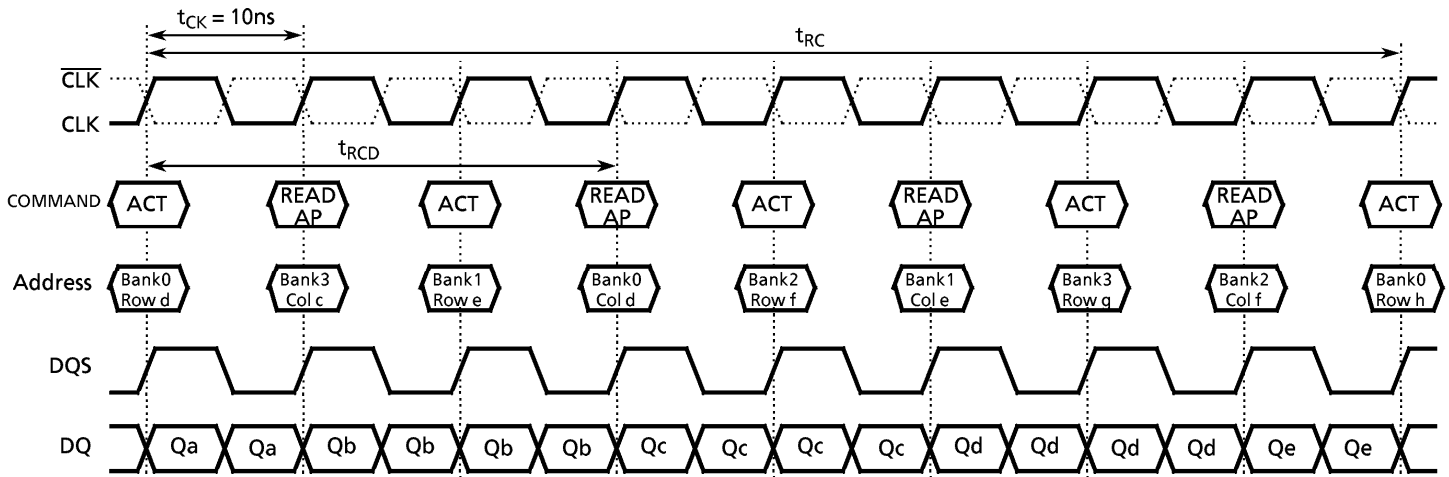 tCK = 10ns
tRC
CLK
CLK
tRCD
COMMAND ACT READ AP ACT READ AP ACT READ AP ACT READ AP ACT
Address Bank0 Row d Bank3 Col c Bank1 Row e Bank0 Col d Bank2 Row f Bank1 Col e Bank3 Row g Bank2 Col f Bank0 Row h
DQS
DQ Qa Qa Qb Qb Qb Qb Qc Qc Qc Qc Qd Qd Qd Qd Qe Qe